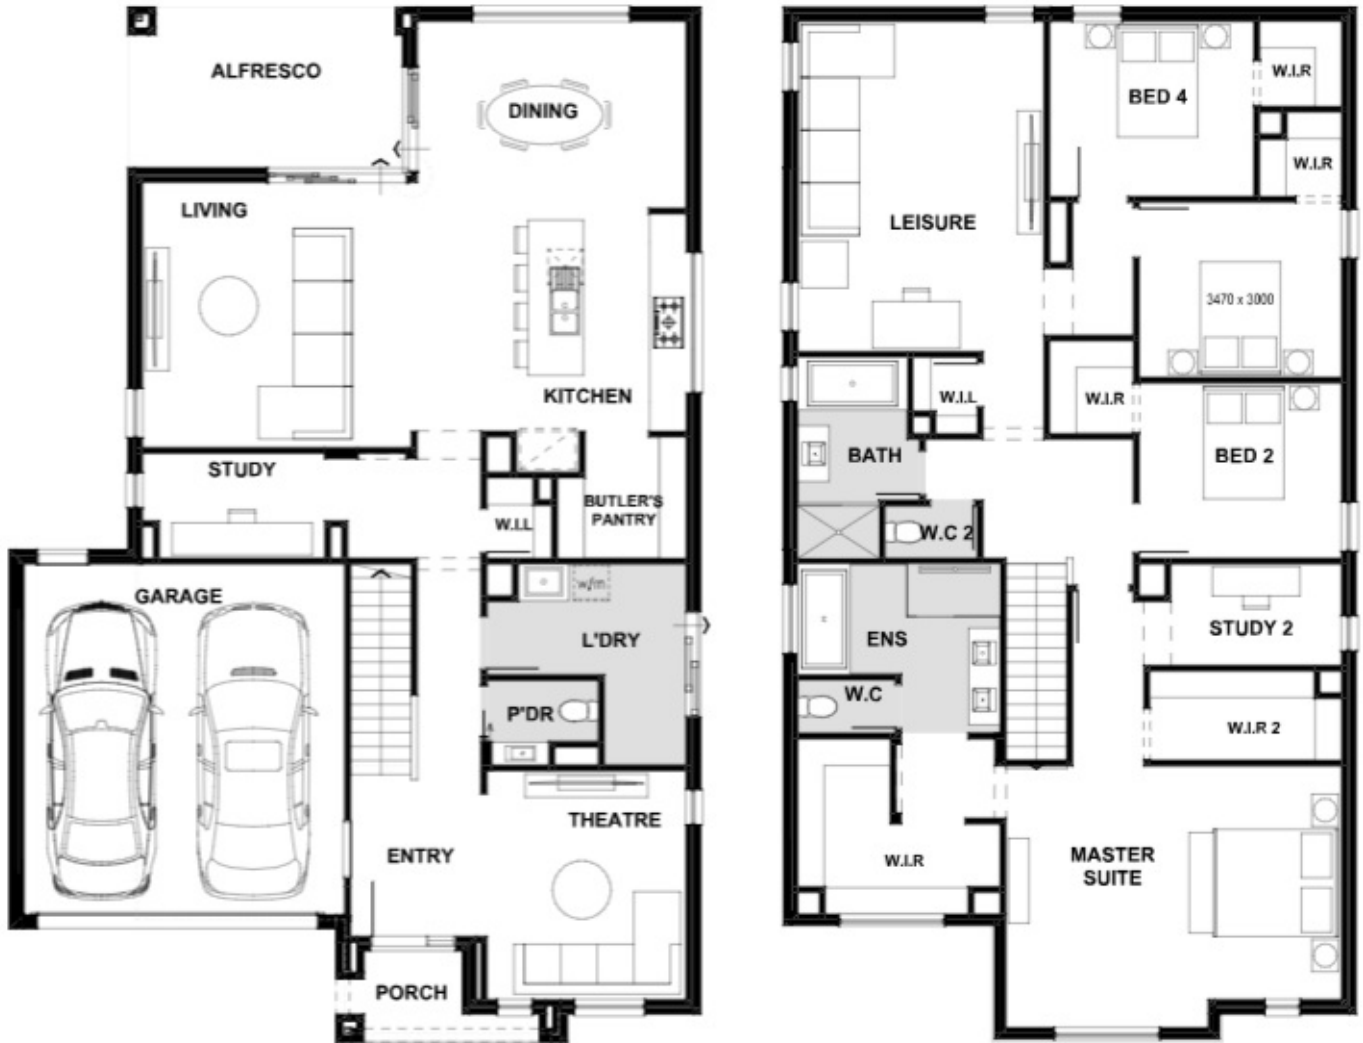 ALFRESCO
DINING
LIVING
KITCHEN
STUDY
W.I.L
BUTLER'S
PANTRY
GARAGE
w/m
L'DRY
P'DR
THEATRE
ENTRY
PORCH
BED 4
W.I.R
W.I.R
LEISURE
3470 x 3000
W.I.L
W.I.R
BATH
BED 2
W.C 2
ENS
STUDY 2
W.C
W.I.R 2
W.I.R
MASTER
SUITE